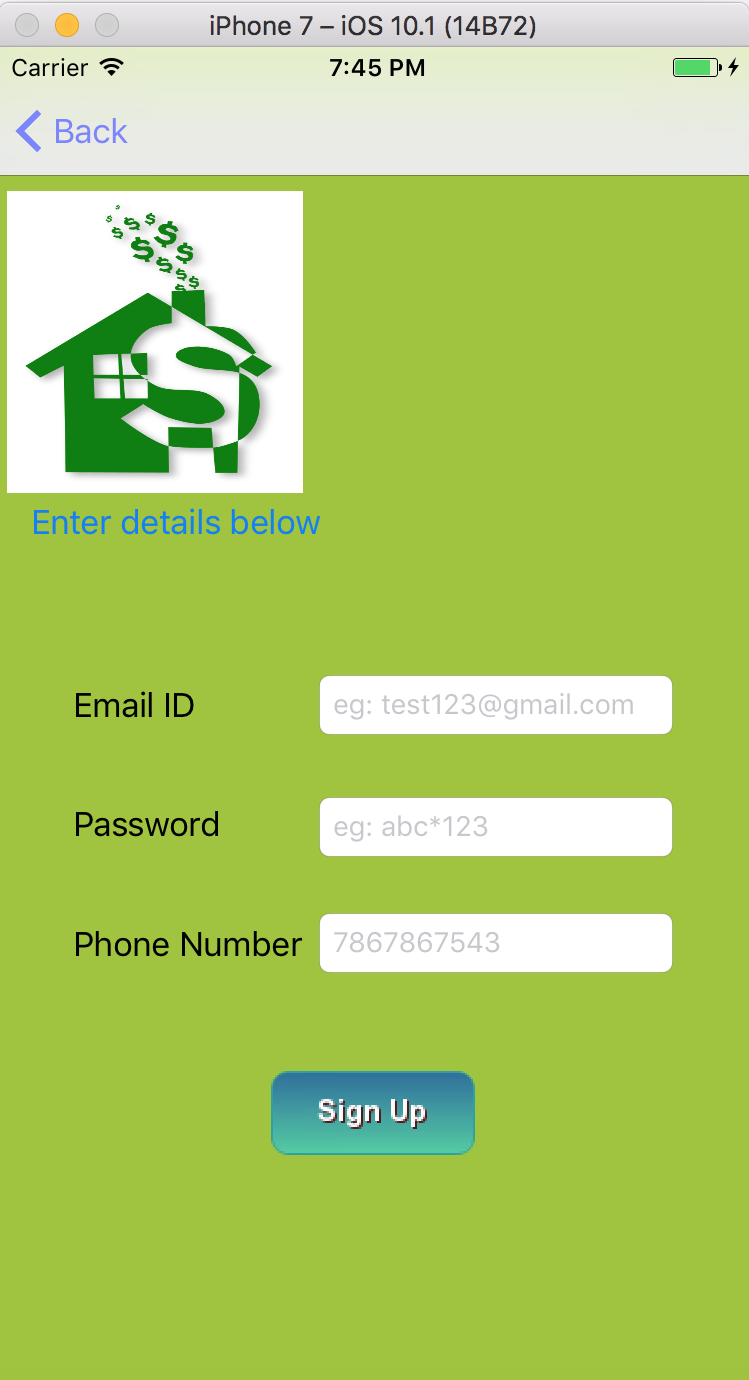 iPhone 7 – iOS 10.1 (14B72)
Carrier 7:45 PM
Back
Enter details below
Email ID eg: test123@gmail.com
Password eg: abc*123
Phone Number 7867867543
Sign Up